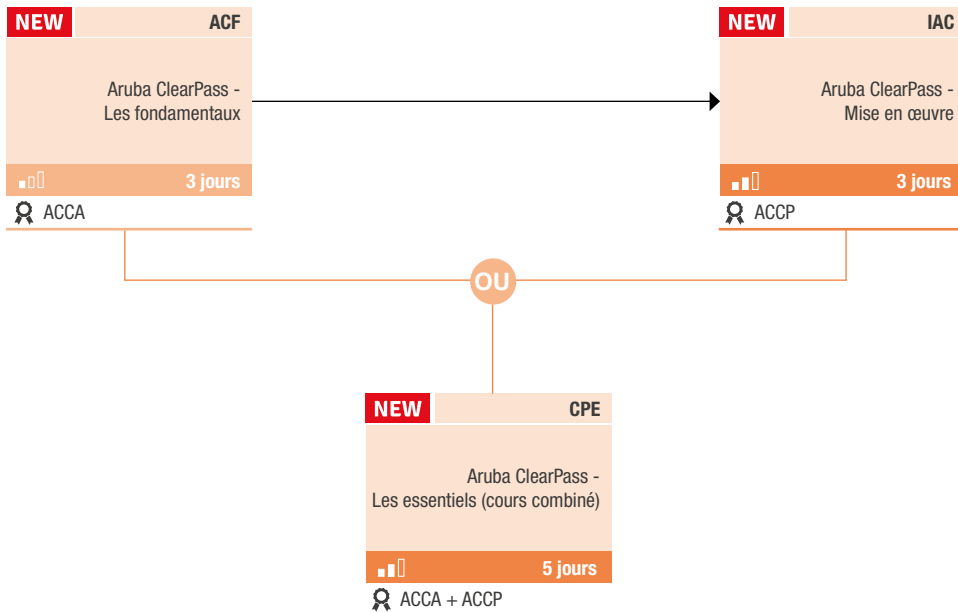 NEW ACF
Aruba ClearPass -
Les fondamentaux
3 jours
ACCA
NEW IAC
Aruba ClearPass -
Mise en œuvre
3 jours
ACCP
OU
NEW CPE
Aruba ClearPass -
Les essentiels (cours combiné)
5 jours
ACCA + ACCP